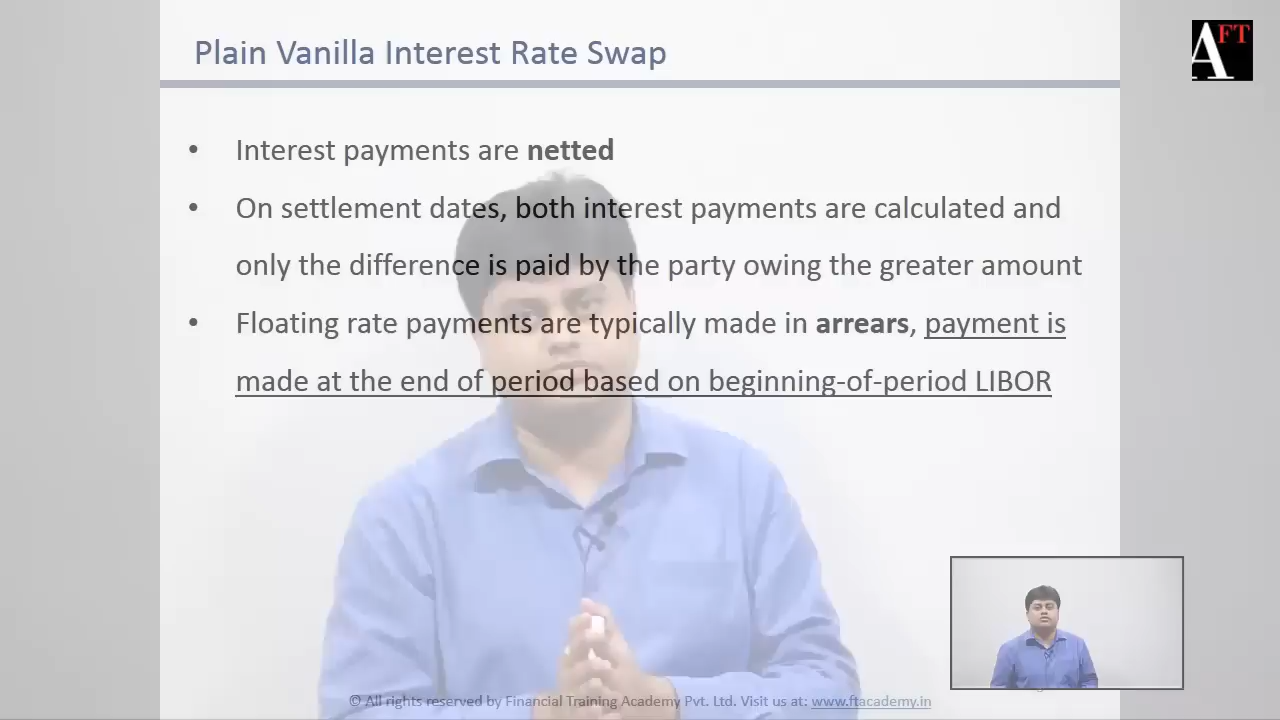 Plain Vanilla Interest Rate Swap
AFT
• Interest payments are netted
• On settlement dates, both interest payments are calculated and
only the difference is paid by the party owing the greater amount
• Floating rate payments are typically made in arrears, payment is
made at the end of period based on beginning-of-period LIBOR
© All rights reserved by Financial Training Academy Pvt. Ltd. Visit us at: www.ftacademy.in